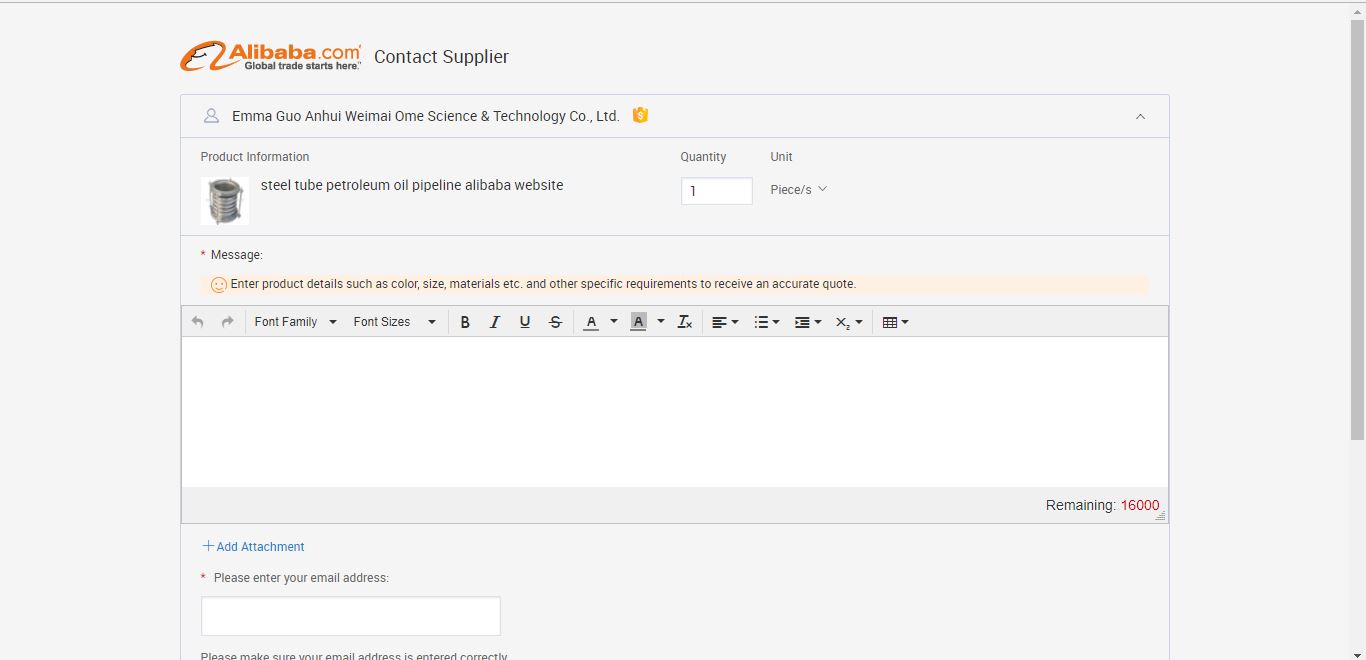 Alibaba.com
Global trade starts here.™
Contact Supplier
Emma Guo Anhui Weimai Ome Science & Technology Co., Ltd.
Product Information
Quantity
Unit
steel tube petroleum oil pipeline alibaba website
1
Piece/s
* Message:
Enter product details such as color, size, materials etc. and other specific requirements to receive an accurate quote.
Font Family
Font Sizes
B I U S A A Tx X₂
Remaining: 16000
+ Add Attachment
* Please enter your email address:
Please make sure your email address is entered correctly